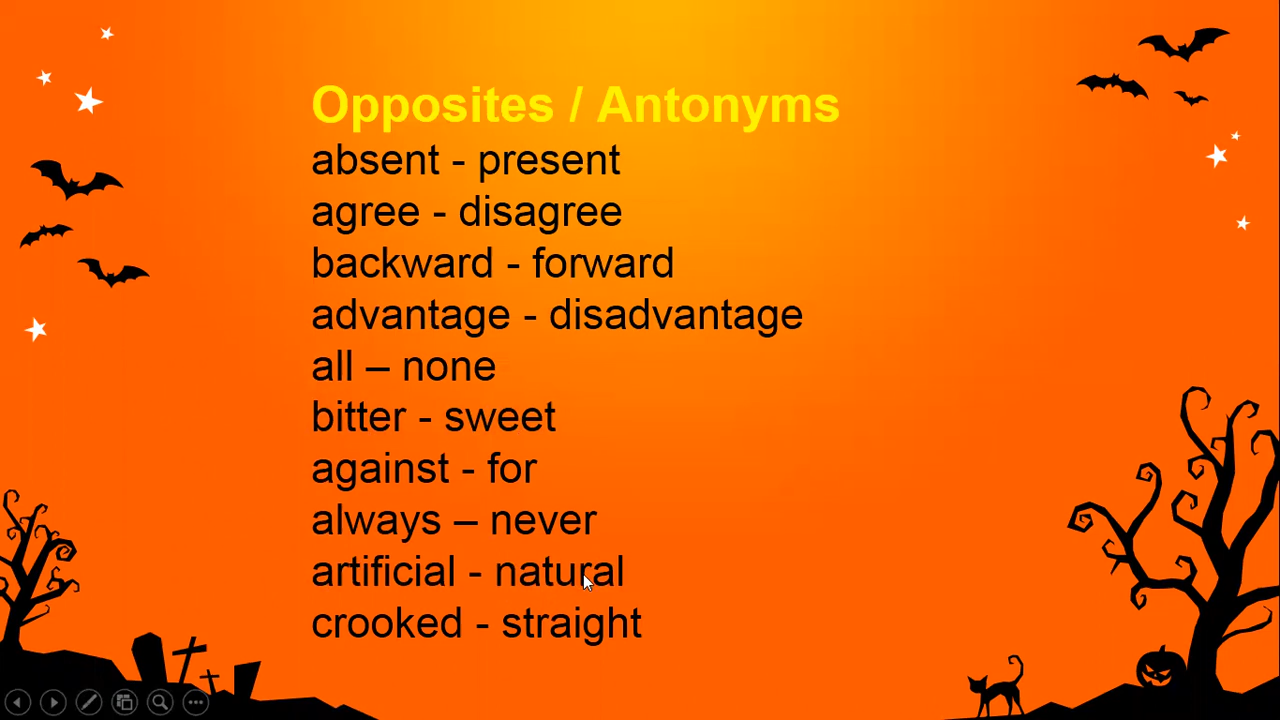 Opposites / Antonyms
absent - present
agree - disagree
backward - forward
advantage - disadvantage
all – none
bitter - sweet
against - for
always – never
artificial - natural
crooked - straight